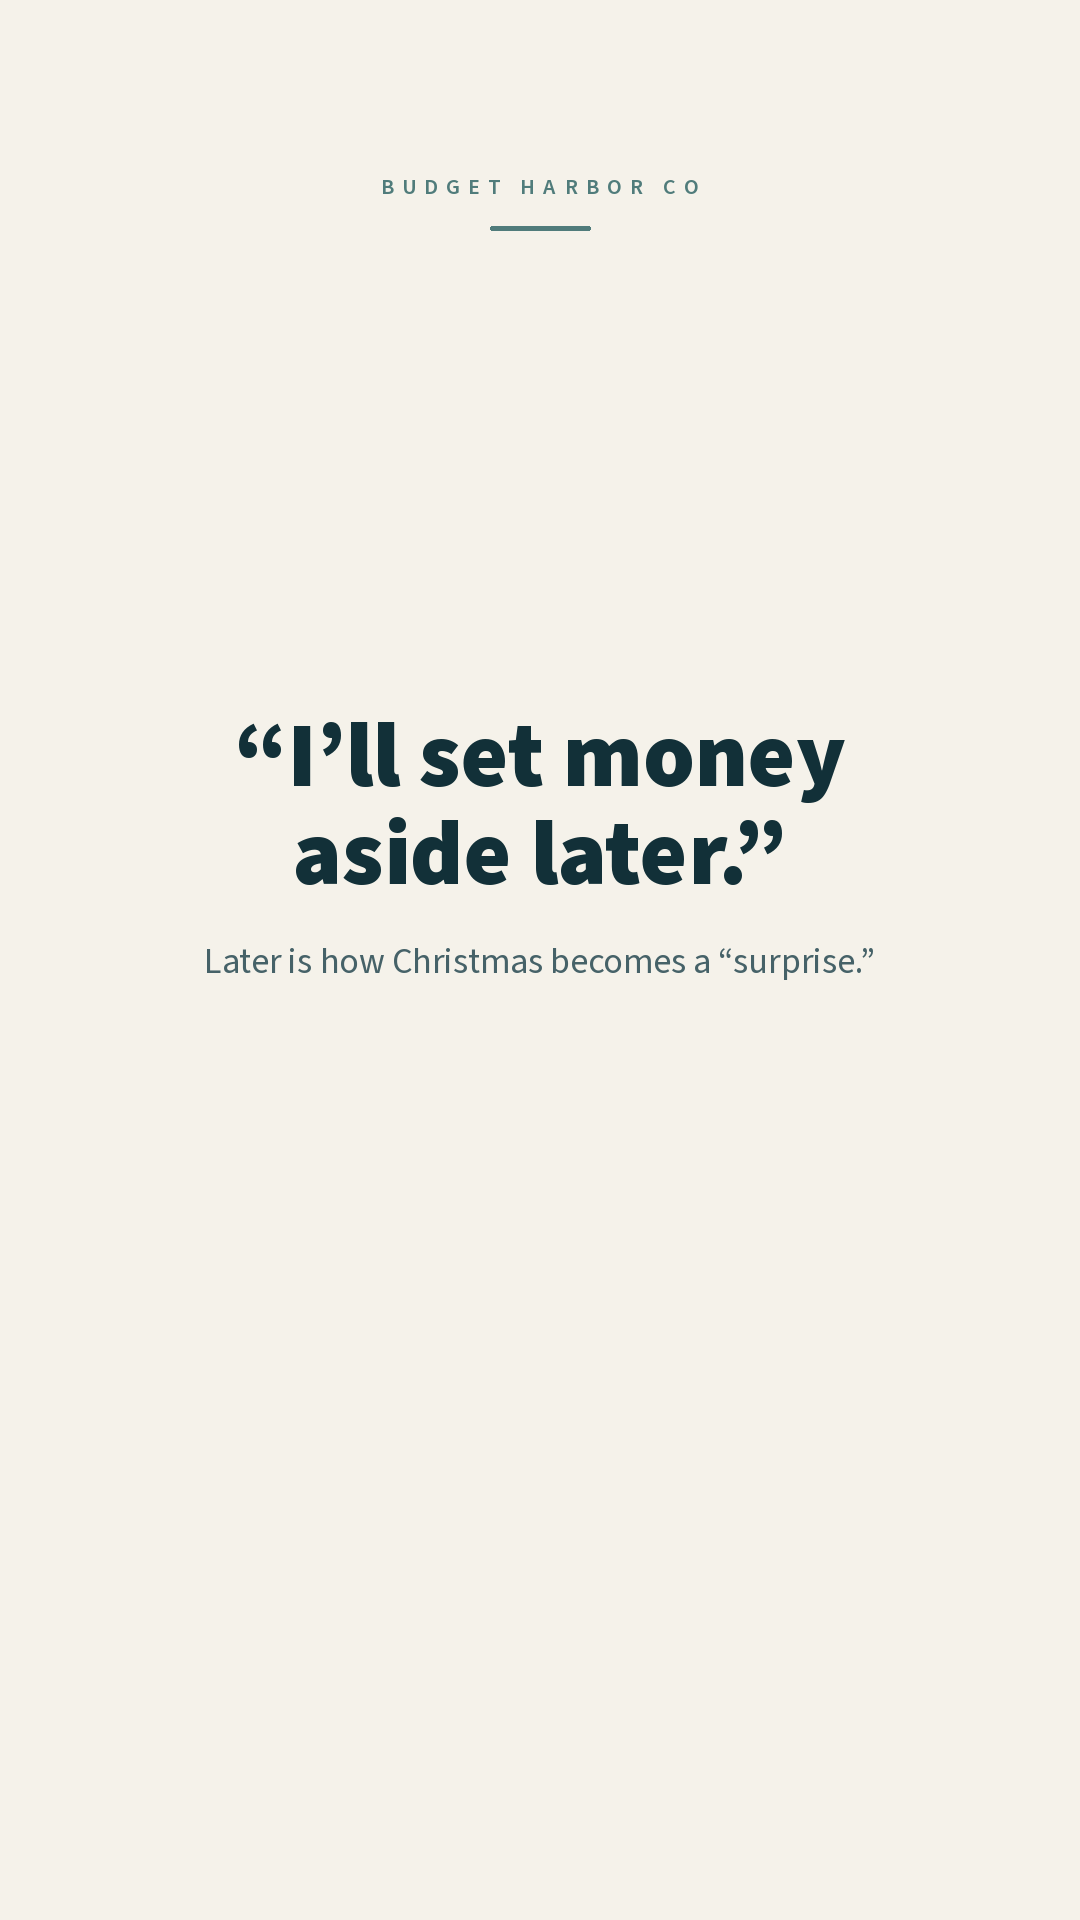 BUDGET HARBOR CO
“I’ll set money
aside later.”
Later is how Christmas becomes a “surprise.”